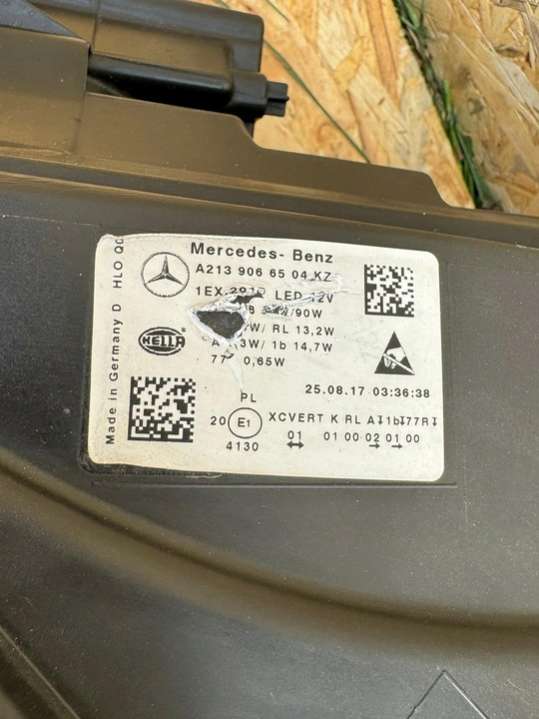 Mercedes- Benz
A213 906 65 04 KZ
LED 12V
/90W
W/ RL 13,2W
3W/ 1b 14,7W
77 0,65W
HELLA
25.08.17 03:36:38
PL
20 E1 XCVERT K RL A 1b 77R
4130 01 01 00 02 01 00
Made in Germany D HLO